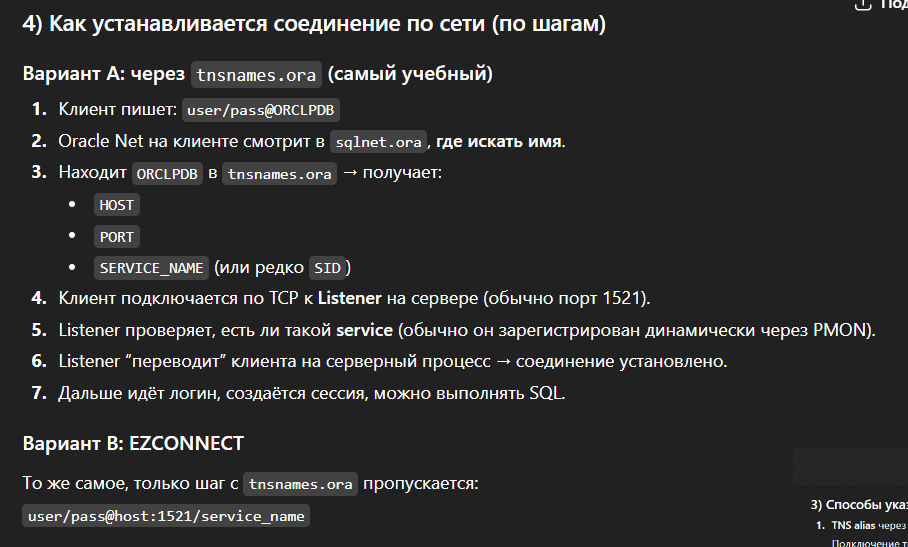 Под
4) Как устанавливается соединение по сети (по шагам)
Вариант A: через tnsnames.ora (самый учебный)
1. Клиент пишет: user/pass@ORCLPDB
2. Oracle Net на клиенте смотрит в sqlnet.ora, где искать имя.
3. Находит ORCLPDB в tnsnames.ora → получает:
• HOST
• PORT
• SERVICE_NAME (или редко SID)
4. Клиент подключается по TCP к Listener на сервере (обычно порт 1521).
5. Listener проверяет, есть ли такой service (обычно он зарегистрирован динамически через PMON).
6. Listener “переводит” клиента на серверный процесс → соединение установлено.
7. Дальше идёт логин, создаётся сессия, можно выполнять SQL.
Вариант B: EZCONNECT
То же самое, только шаг с tnsnames.ora пропускается:
user/pass@host:1521/service_name
3) Способы указ
1. TNS alias через
Подключение т